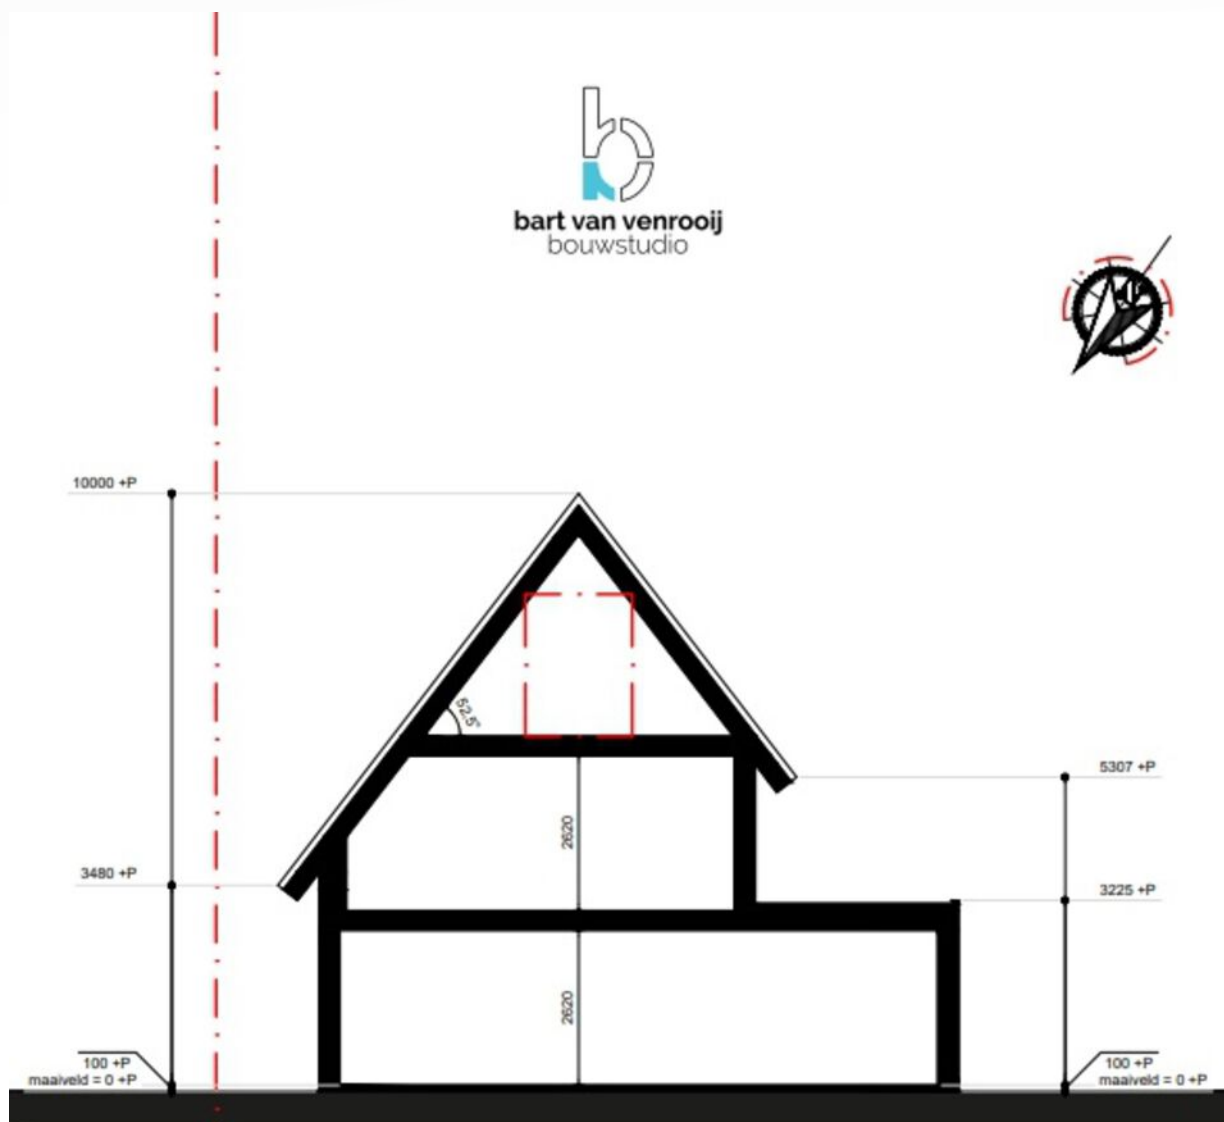 bart van venrooij
bouwstudio
10000 +P
52.5°
5307 +P
2620
3480 +P
3225 +P
2620
100 +P
maaiveld = 0 +P
100 +P
maaiveld = 0 +P